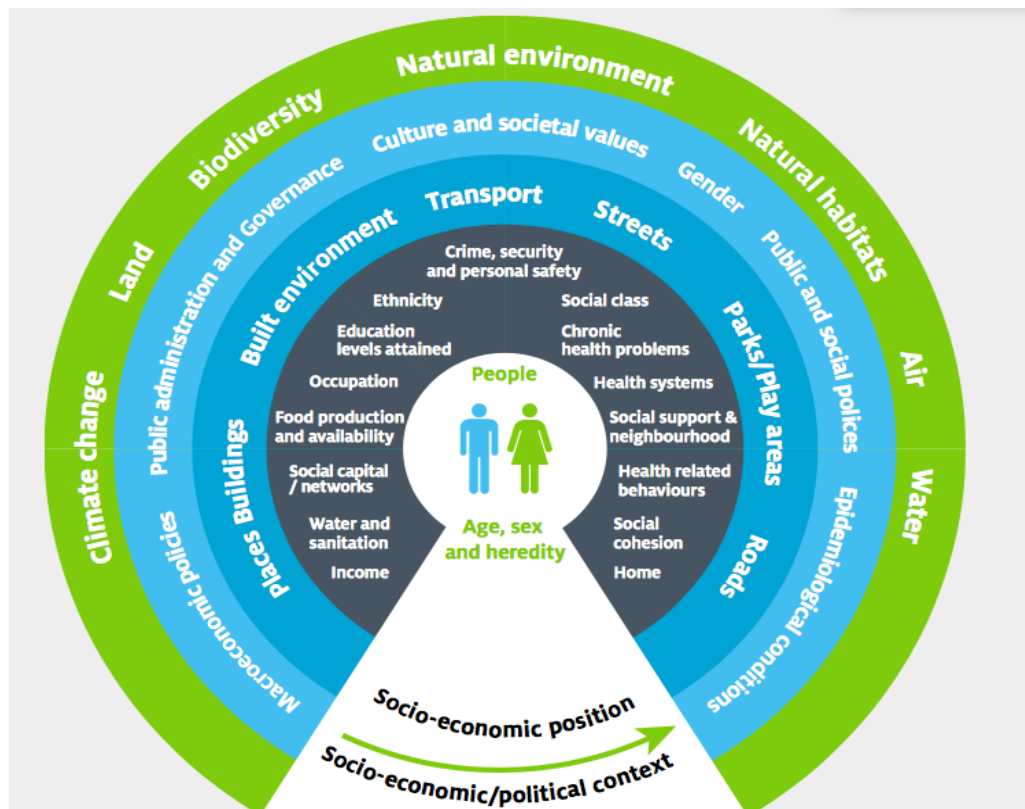 Natural environment
Biodiversity
Natural habitats
Land
Air
Climate change
Water
Culture and societal values
Gender
Public administration and Governance
Public and social polices
Macroeconomic policies
Epidemiological conditions
Transport
Streets
Built environment
Parks/Play areas
Places Buildings
Roads
Crime, security
and personal safety
Ethnicity
Social class
Education
levels attained
Chronic
health problems
Occupation
Health systems
Food production
and availability
Social support &
neighbourhood
Social capital
/ networks
Health related
behaviours
Water and
sanitation
Social
cohesion
Income
Home
People
Age, sex
and heredity
Socio-economic position
Socio-economic/political context